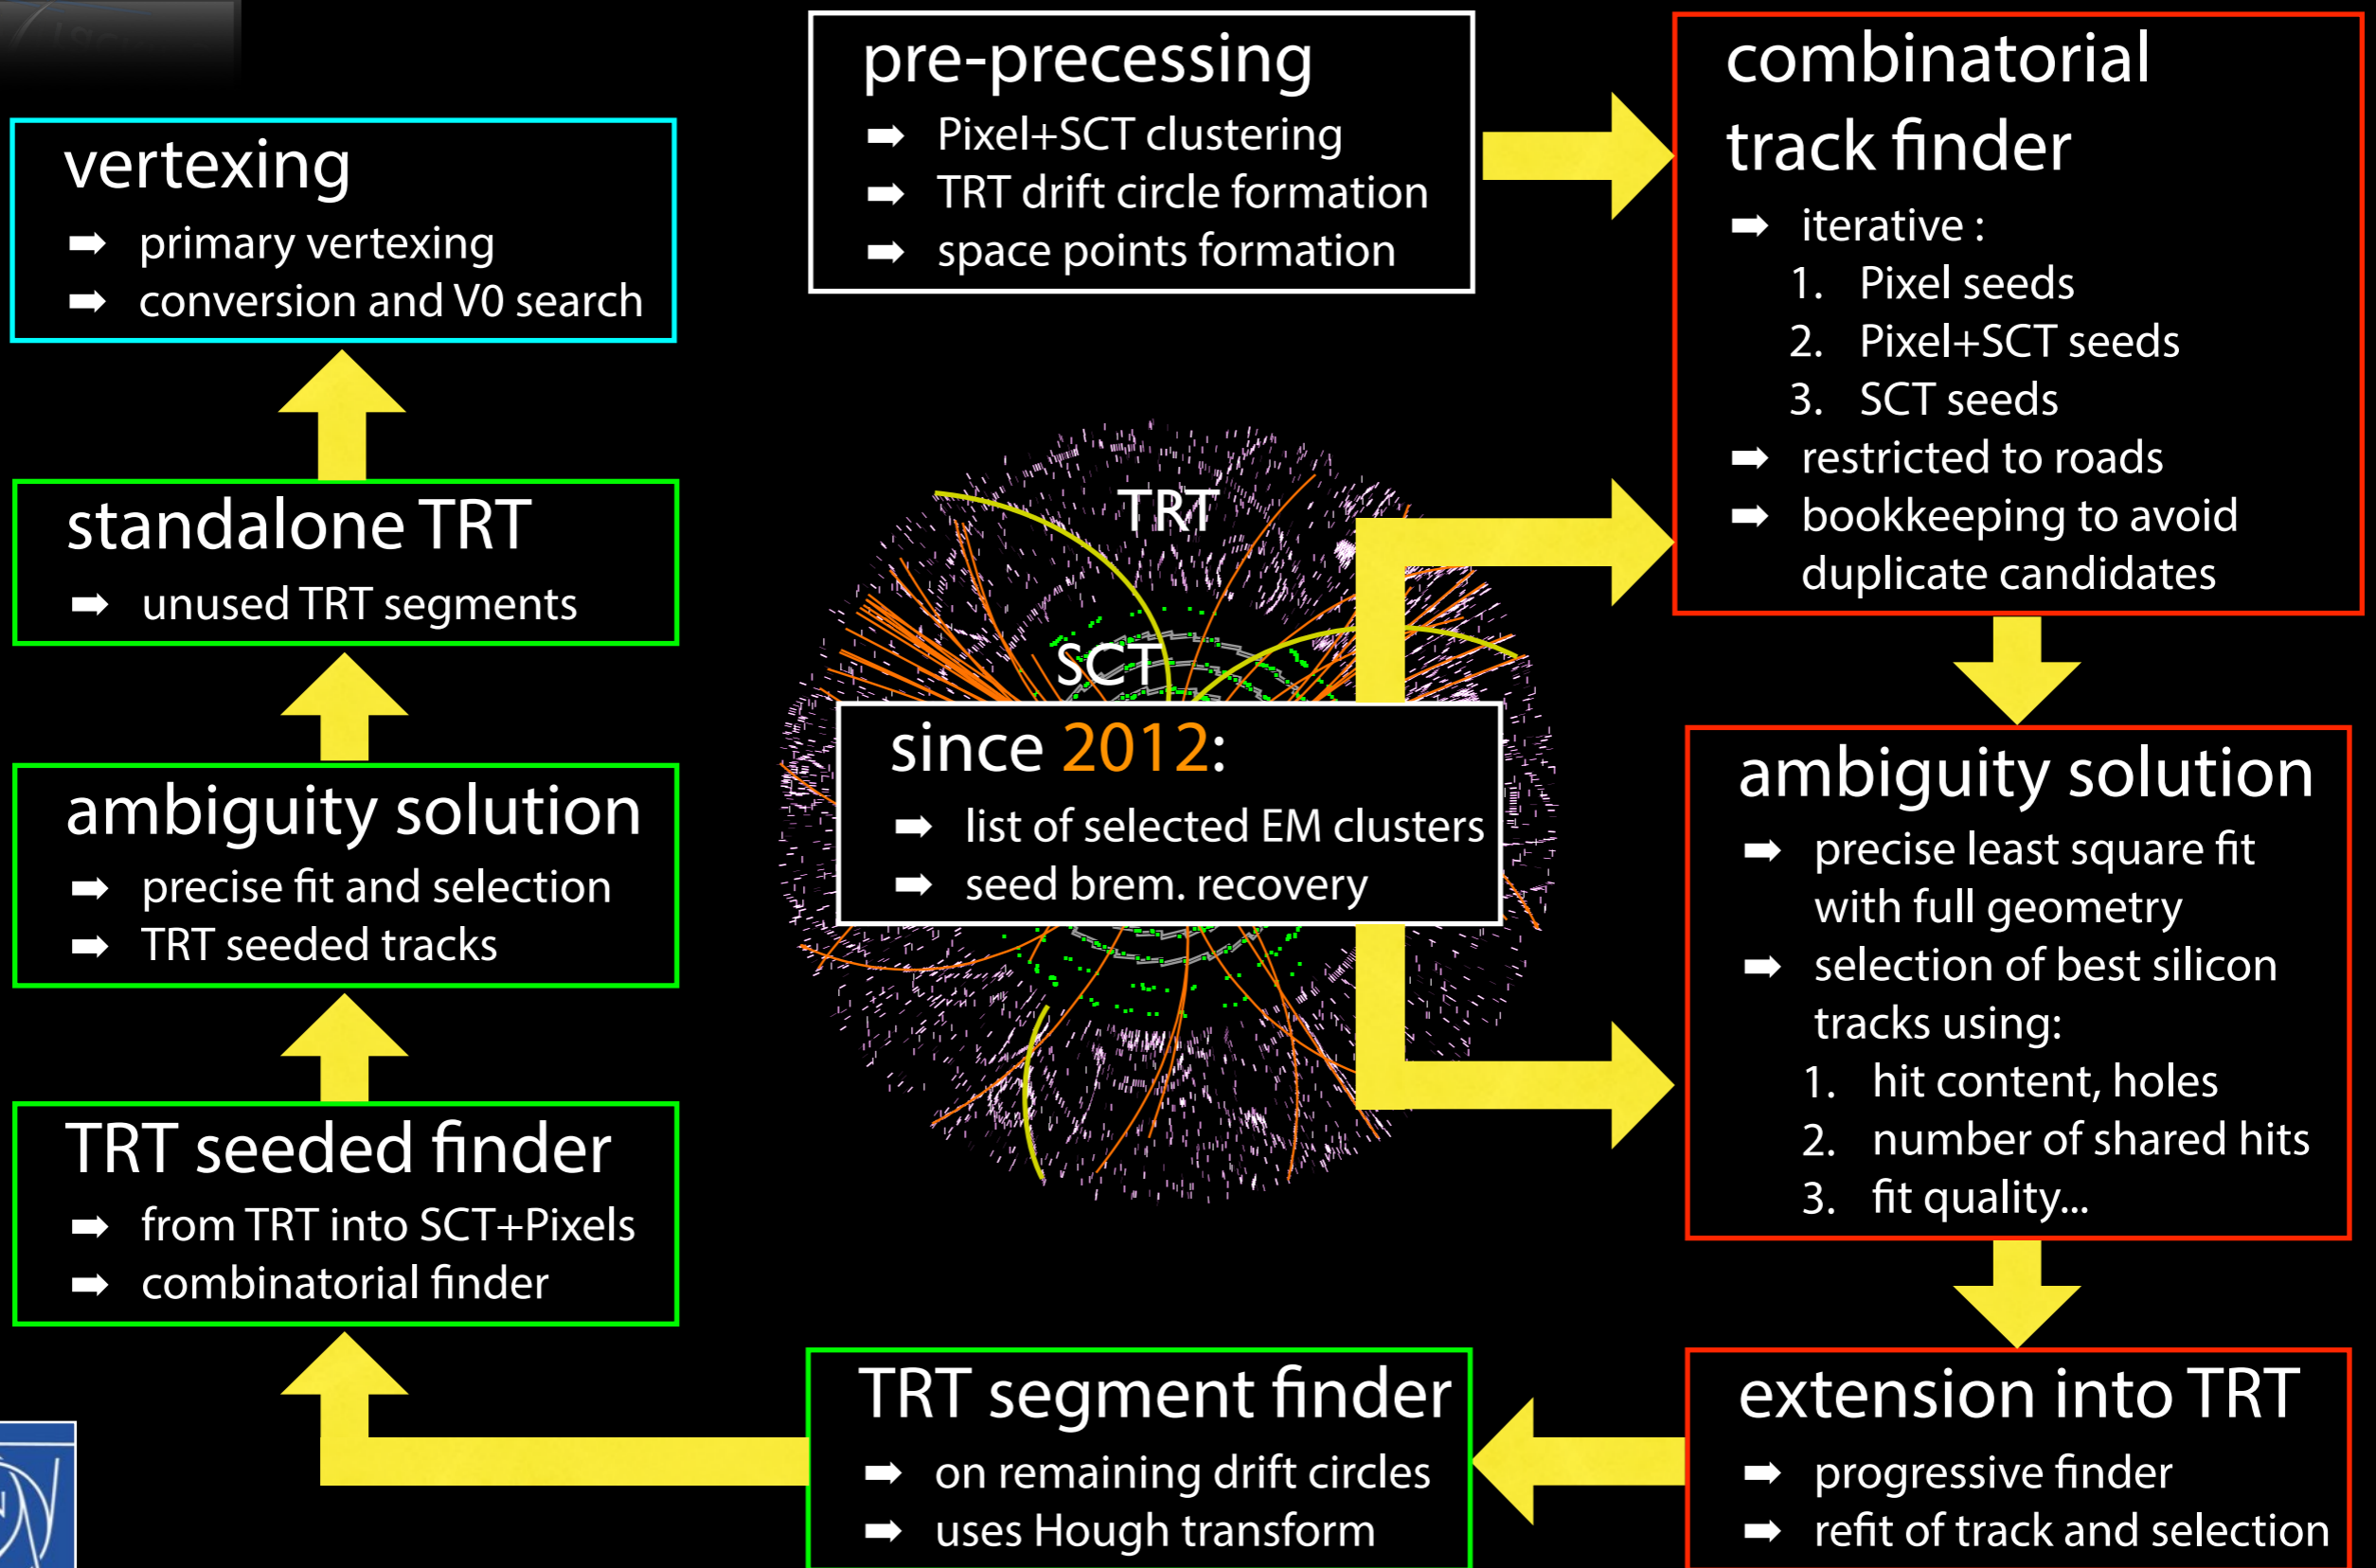 pre-precessing
➡ Pixel+SCT clustering
➡ TRT drift circle formation
➡ space points formation
combinatorial
track finder
➡ iterative :
1. Pixel seeds
2. Pixel+SCT seeds
3. SCT seeds
➡ restricted to roads
➡ bookkeeping to avoid
duplicate candidates
ambiguity solution
➡ precise least square fit
with full geometry
➡ selection of best silicon
tracks using:
1. hit content, holes
2. number of shared hits
3. fit quality...
extension into TRT
➡ progressive finder
➡ refit of track and selection
TRT segment finder
➡ on remaining drift circles
➡ uses Hough transform
TRT seeded finder
➡ from TRT into SCT+Pixels
➡ combinatorial finder
ambiguity solution
➡ precise fit and selection
➡ TRT seeded tracks
standalone TRT
➡ unused TRT segments
vertexing
➡ primary vertexing
➡ conversion and V0 search
TRT
SCT
since 2012:
➡ list of selected EM clusters
➡ seed brem. recovery